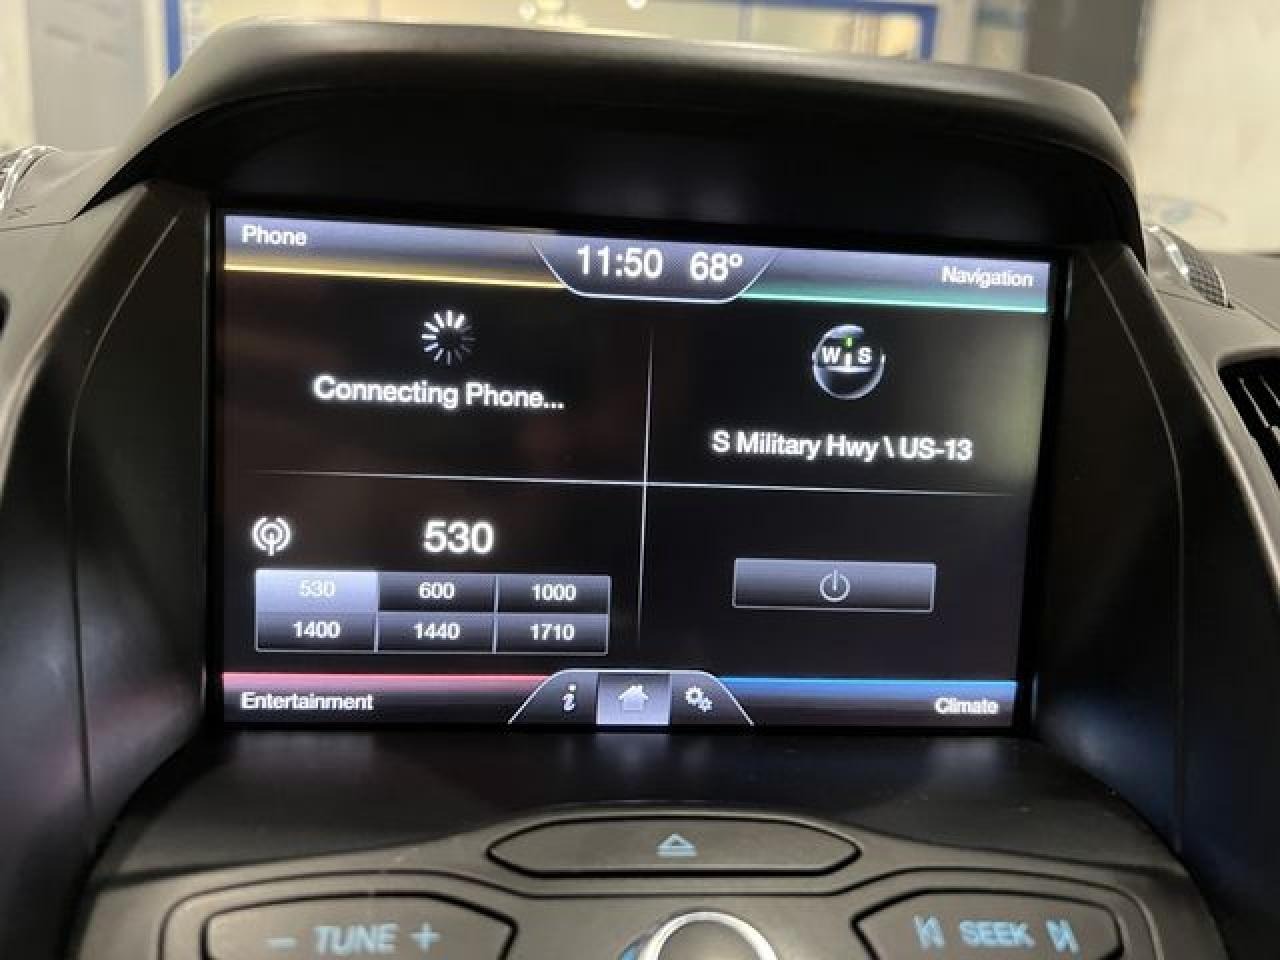 Phone
11:50 68°
Navigation
Connecting Phone...
W S
S Military Hwy \ US-13
530
530 600 1000
1400 1440 1710
Entertainment
i
Climate
− TUNE +
SEEK